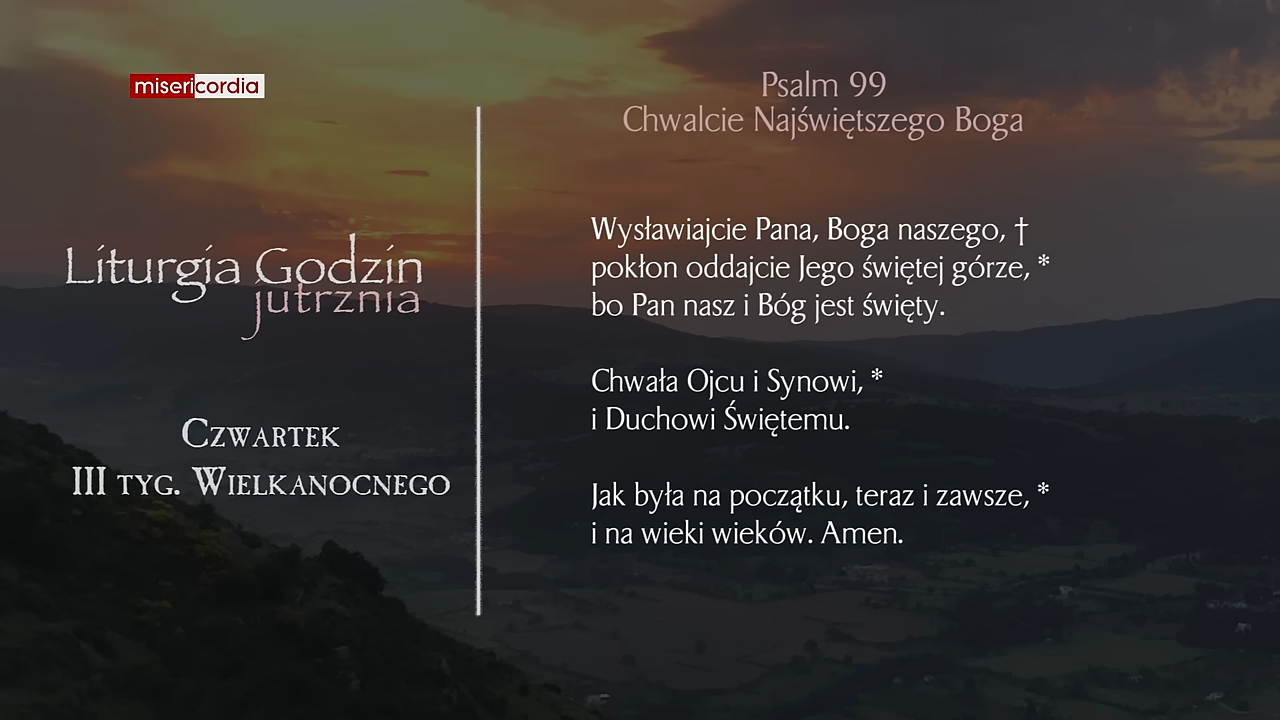 misericordia
Liturgia Godzin
jutrznia
Czwartek
III tyg. Wielkanocnego
Psalm 99
Chwalcie Najświętszego Boga
Wysławiajcie Pana, Boga naszego, †
pokłon oddajcie Jego świętej górze, *
bo Pan nasz i Bóg jest święty.
Chwała Ojcu i Synowi, *
i Duchowi Świętemu.
Jak była na początku, teraz i zawsze, *
i na wieki wieków. Amen.